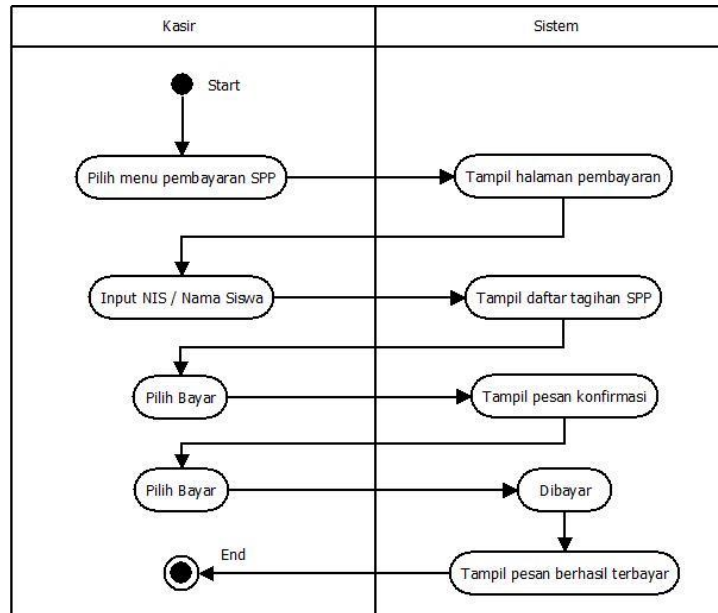 Kasir
Sistem
Start
Pilih menu pembayaran SPP
Tampil halaman pembayaran
Input NIS / Nama Siswa
Tampil daftar tagihan SPP
Pilih Bayar
Tampil pesan konfirmasi
Pilih Bayar
Dibayar
End
Tampil pesan berhasil terbayar